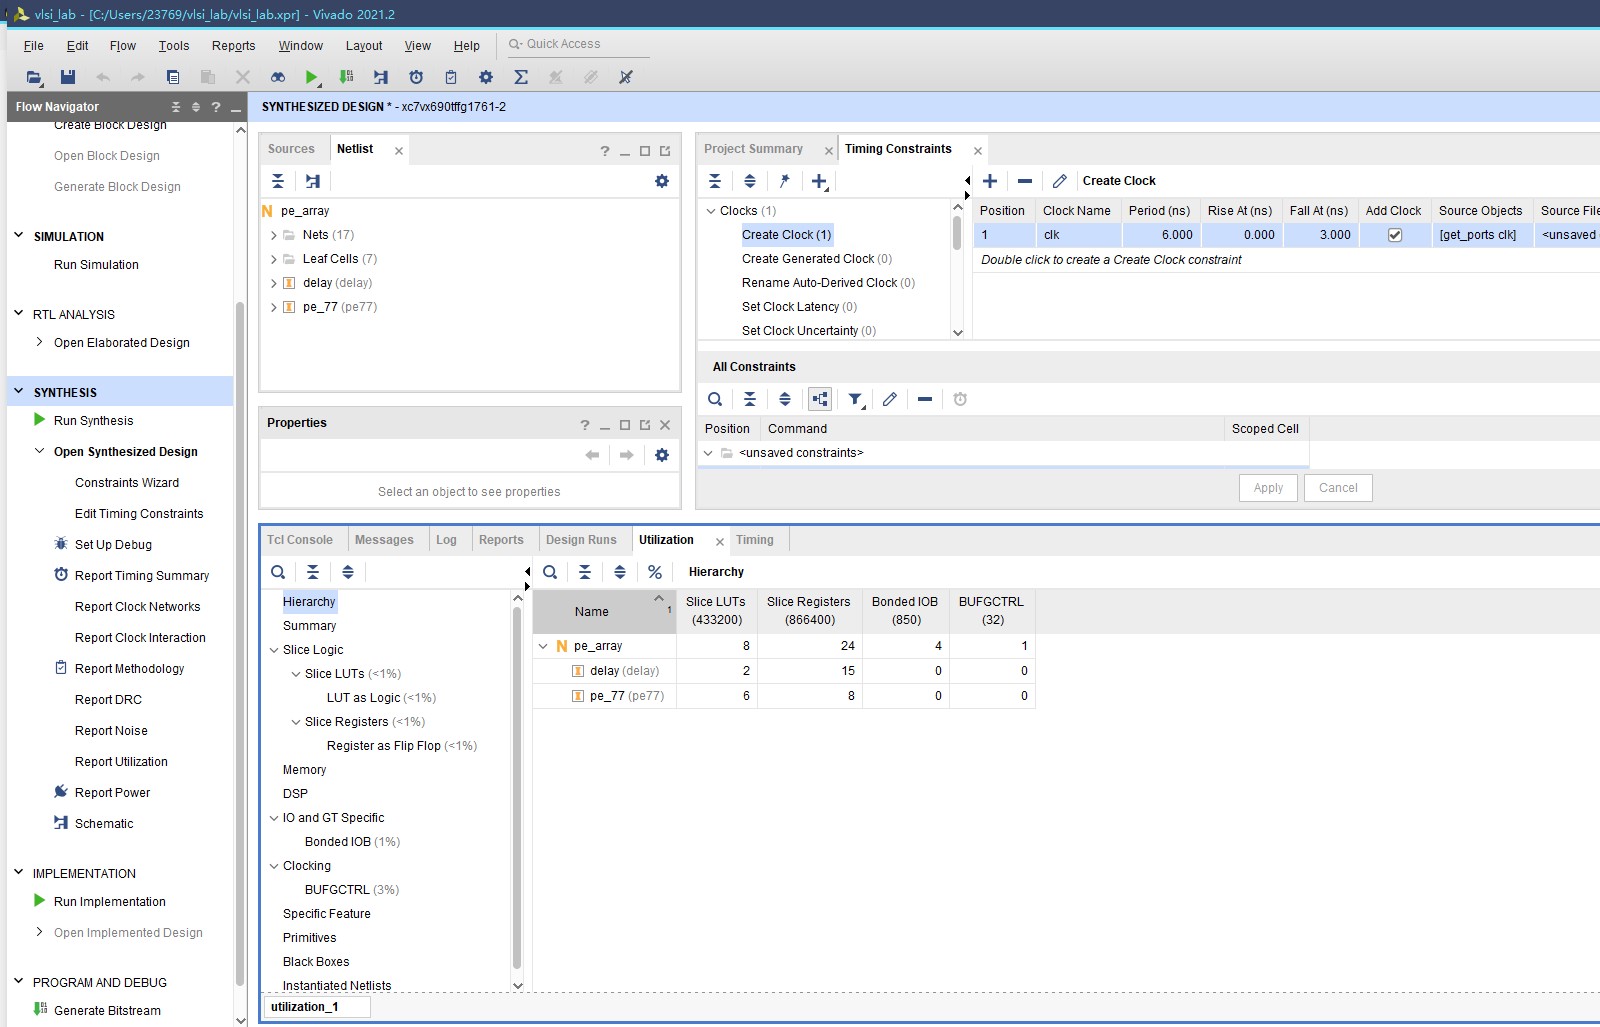 vlsi_lab - [C:/Users/23769/vlsi_lab/vlsi_lab.xpr] - Vivado 2021.2
File Edit Flow Tools Reports Window Layout View Help Quick Access
Flow Navigator
SYNTHESIZED DESIGN * - xc7vx690tffg1761-2
Create Block Design
Open Block Design
Generate Block Design
SIMULATION
Run Simulation
RTL ANALYSIS
Open Elaborated Design
SYNTHESIS
Run Synthesis
Open Synthesized Design
Constraints Wizard
Edit Timing Constraints
Set Up Debug
Report Timing Summary
Report Clock Networks
Report Clock Interaction
Report Methodology
Report DRC
Report Noise
Report Utilization
Report Power
Schematic
IMPLEMENTATION
Run Implementation
Open Implemented Design
PROGRAM AND DEBUG
Generate Bitstream
Sources Netlist
pe_array
Nets (17)
Leaf Cells (7)
delay (delay)
pe_77 (pe77)
Properties
Select an object to see properties
Project Summary Timing Constraints
Clocks (1)
Create Clock (1)
Create Generated Clock (0)
Rename Auto-Derived Clock (0)
Set Clock Latency (0)
Set Clock Uncertainty (0)
Create Clock
Position Clock Name Period (ns) Rise At (ns) Fall At (ns) Add Clock Source Objects Source File
1 clk 6.000 0.000 3.000 [get_ports clk] <unsaved
Double click to create a Create Clock constraint
All Constraints
Position Command Scoped Cell
<unsaved constraints>
Apply Cancel
Tcl Console Messages Log Reports Design Runs Utilization Timing
Hierarchy
Summary
Slice Logic
Slice LUTs (<1%)
LUT as Logic (<1%)
Slice Registers (<1%)
Register as Flip Flop (<1%)
Memory
DSP
IO and GT Specific
Bonded IOB (1%)
Clocking
BUFGCTRL (3%)
Specific Feature
Primitives
Black Boxes
Instantiated Netlists
Hierarchy
Name 1 Slice LUTs (433200) Slice Registers (866400) Bonded IOB (850) BUFGCTRL (32)
pe_array 8 24 4 1
delay (delay) 2 15 0 0
pe_77 (pe77) 6 8 0 0
utilization_1